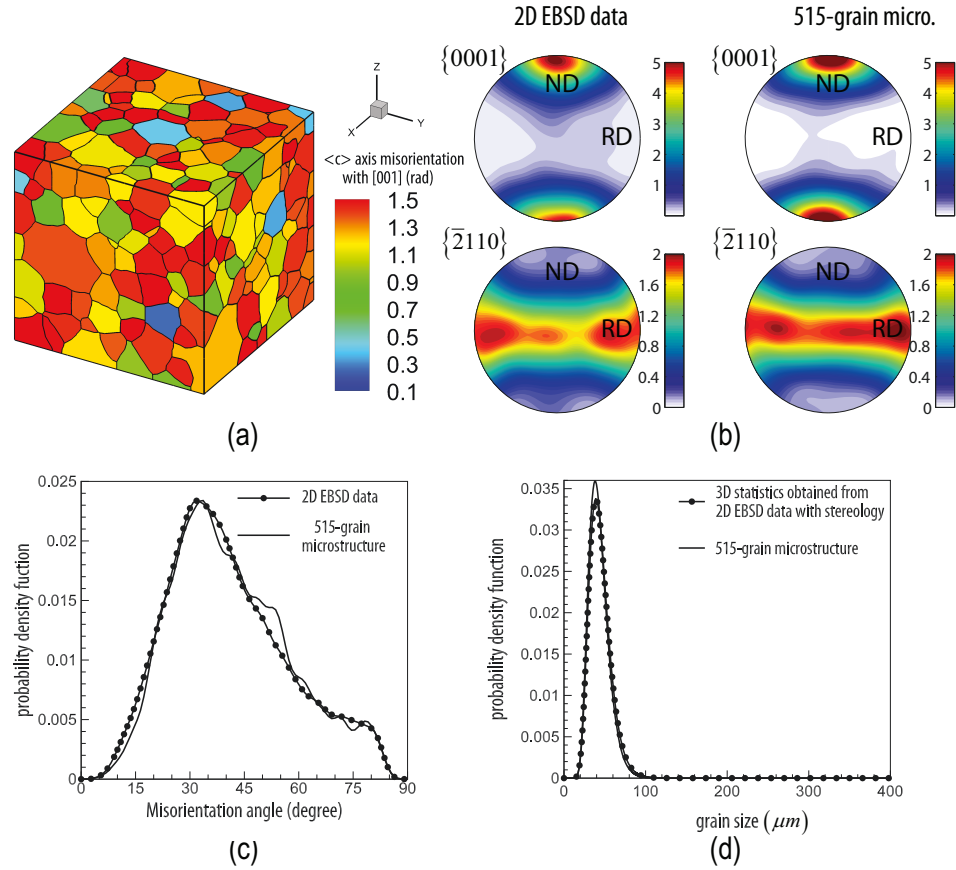 (a)
Z
X
Y
<c> axis misorientation
with [001] (rad)
1.5
1.3
1.1
0.9
0.7
0.5
0.3
0.1
2D EBSD data
515-grain micro.
{0001}
ND
RD
5
4
3
2
1
{0001}
ND
RD
5
4
3
2
1
{2̅110}
ND
RD
2
1.6
1.2
0.8
0.4
0
{2̅110}
ND
RD
2
1.6
1.2
0.8
0.4
0
(b)
0.025
0.02
0.015
0.01
0.005
0
probability density fuction
2D EBSD data
515-grain
microstructure
0 15 30 45 60 75 90
Misorientation angle (degree)
(c)
0.035
0.03
0.025
0.02
0.015
0.01
0.005
0
probability density function
3D statistics obtained from
2D EBSD data with stereology
515-grain microstructure
0 100 200 300 400
grain size (μm)
(d)